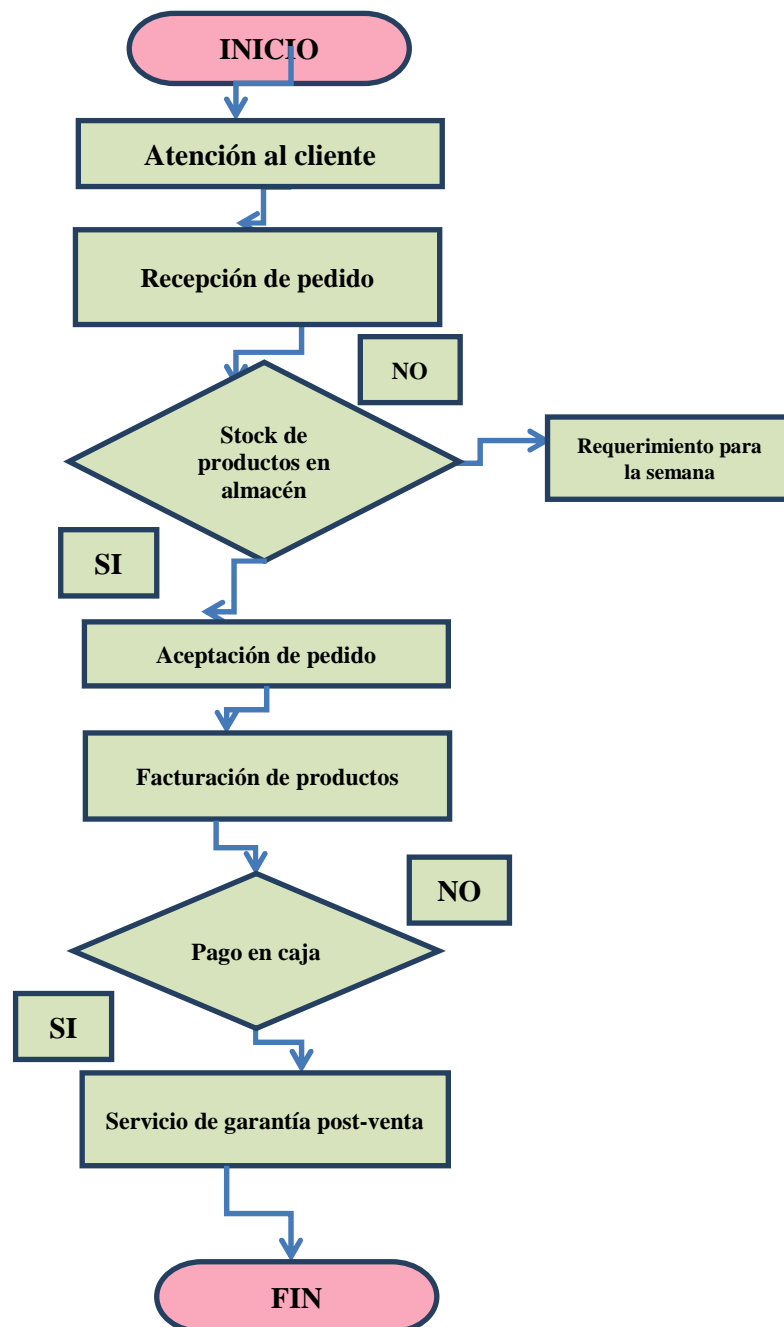 INICIO
Atención al cliente
Recepción de pedido
NO
Stock de
productos en
almacén
Requerimiento para
la semana
SI
Aceptación de pedido
Facturación de productos
NO
Pago en caja
SI
Servicio de garantía post-venta
FIN